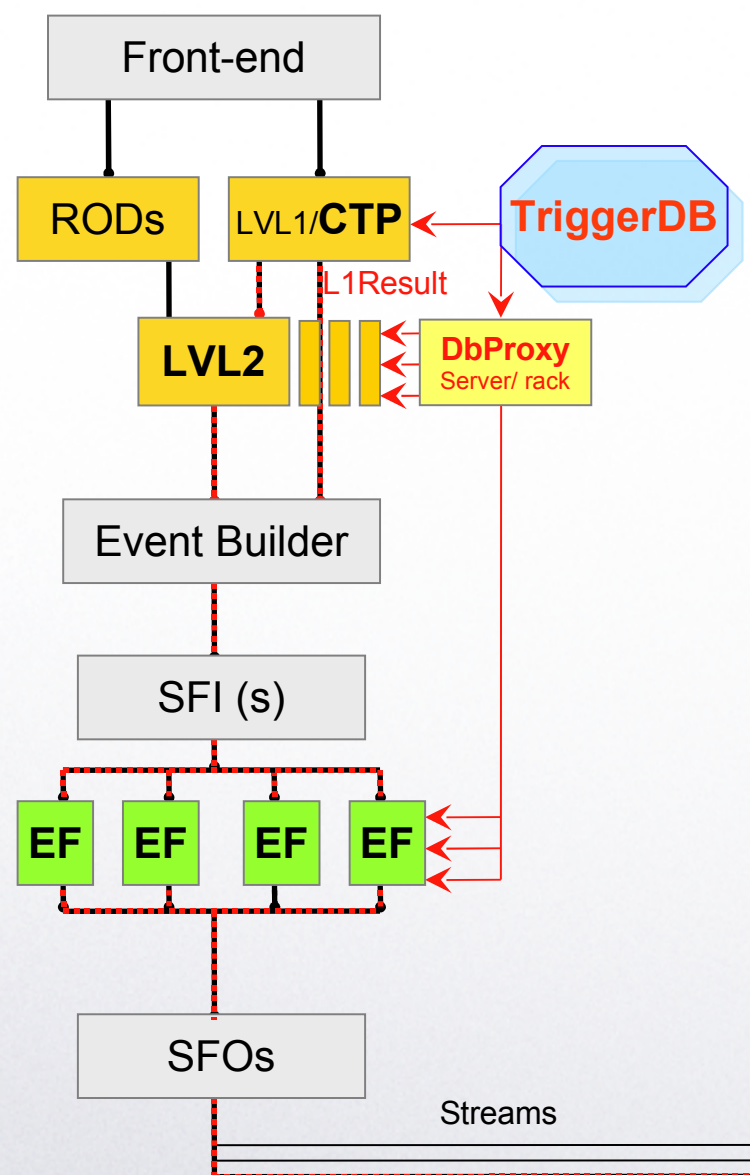 Front-end
RODs
LVL1/CTP
TriggerDB
L1Result
LVL2
DbProxy
Server/ rack
Event Builder
SFI (s)
EF
EF
EF
EF
SFOs
Streams